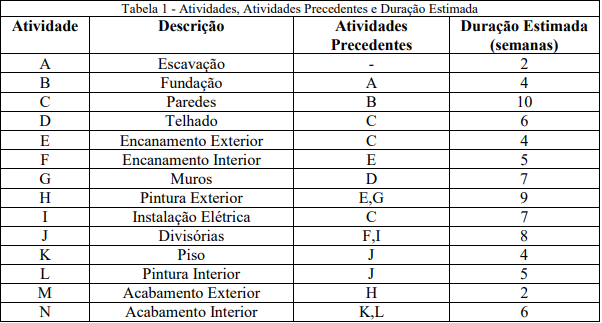 Tabela 1 - Atividades, Atividades Precedentes e Duração Estimada
Atividade Descrição Atividades Precedentes Duração Estimada (semanas)
A Escavação - 2
B Fundação A 4
C Paredes B 10
D Telhado C 6
E Encanamento Exterior C 4
F Encanamento Interior E 5
G Muros D 7
H Pintura Exterior E,G 9
I Instalação Elétrica C 7
J Divisórias F,I 8
K Piso J 4
L Pintura Interior J 5
M Acabamento Exterior H 2
N Acabamento Interior K,L 6